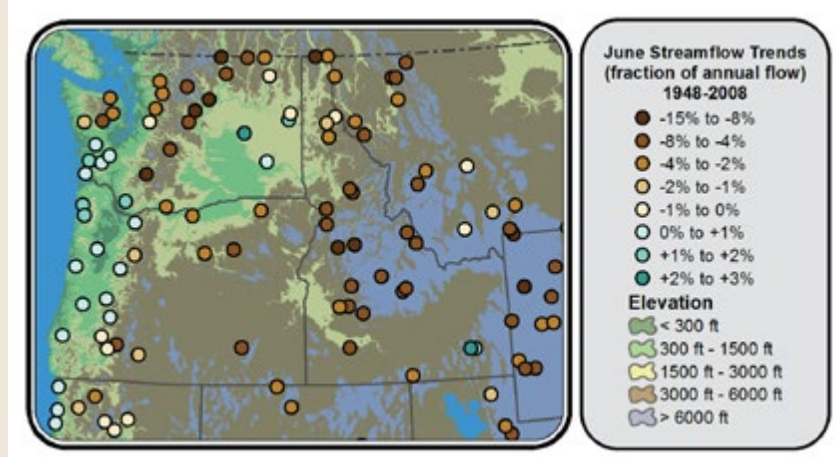 June Streamflow Trends
(fraction of annual flow)
1948-2008
-15% to -8%
-8% to -4%
-4% to -2%
-2% to -1%
-1% to 0%
0% to +1%
+1% to +2%
+2% to +3%
Elevation
< 300 ft
300 ft - 1500 ft
1500 ft - 3000 ft
3000 ft - 6000 ft
> 6000 ft